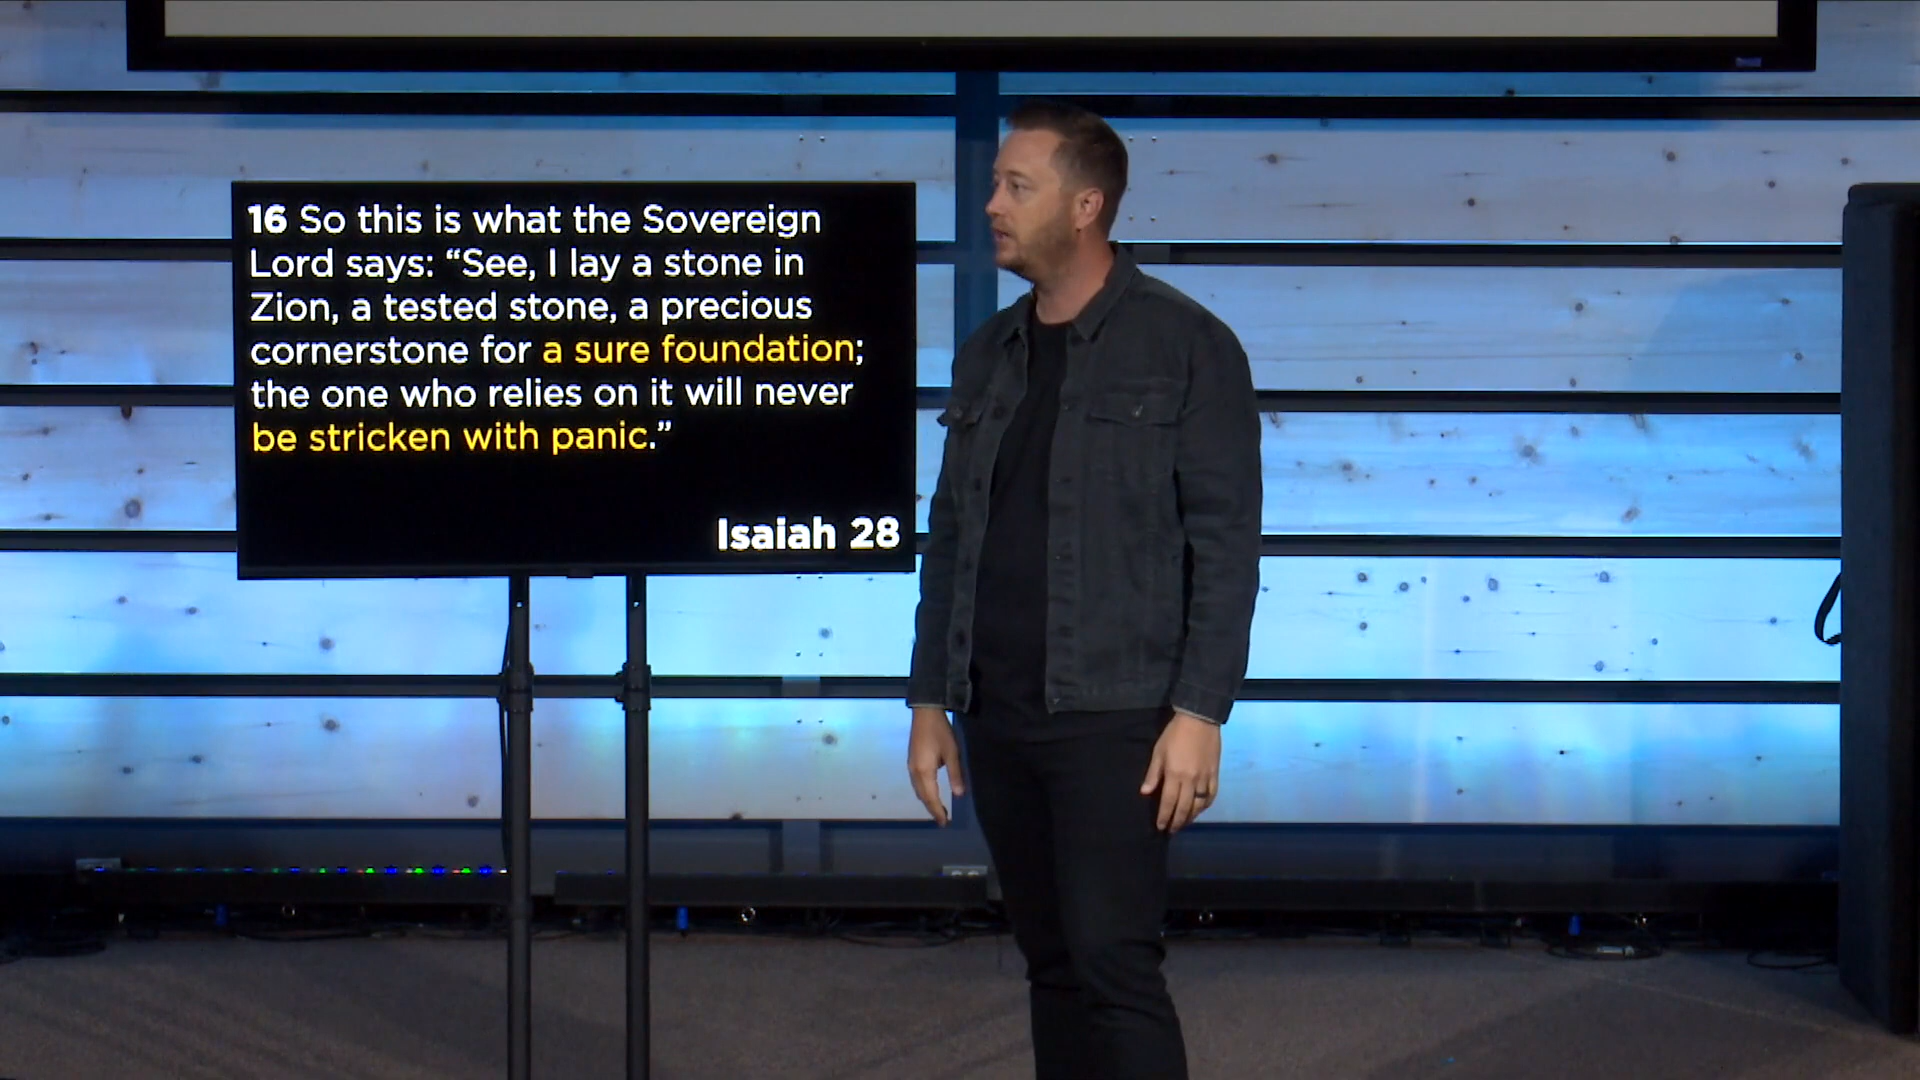 16 So this is what the Sovereign
Lord says: “See, I lay a stone in
Zion, a tested stone, a precious
cornerstone for a sure foundation;
the one who relies on it will never
be stricken with panic.”
Isaiah 28